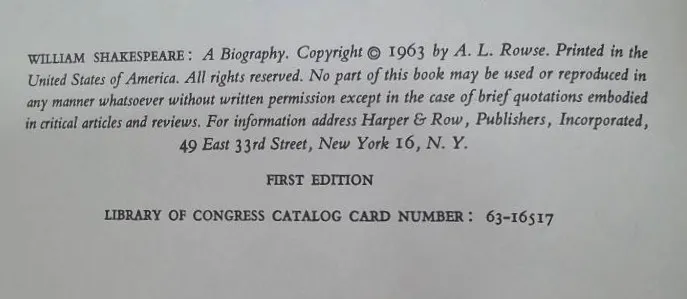 WILLIAM SHAKESPEARE: A Biography. Copyright © 1963 by A. L. Rowse. Printed in the
United States of America. All rights reserved. No part of this book may be used or reproduced in
any manner whatsoever without written permission except in the case of brief quotations embodied
in critical articles and reviews. For information address Harper & Row, Publishers, Incorporated,
49 East 33rd Street, New York 16, N. Y.
FIRST EDITION
LIBRARY OF CONGRESS CATALOG CARD NUMBER: 63-16517